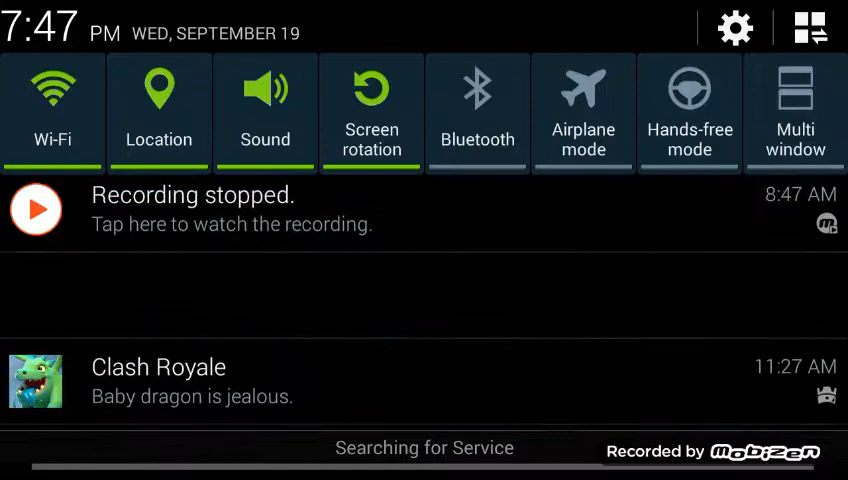 7:47 PM WED, SEPTEMBER 19
Wi-Fi
Location
Sound
Screen
rotation
Bluetooth
Airplane
mode
Hands-free
mode
Multi
window
Recording stopped.
8:47 AM
Tap here to watch the recording.
Clash Royale
11:27 AM
Baby dragon is jealous.
Searching for Service
Recorded by Mobizen